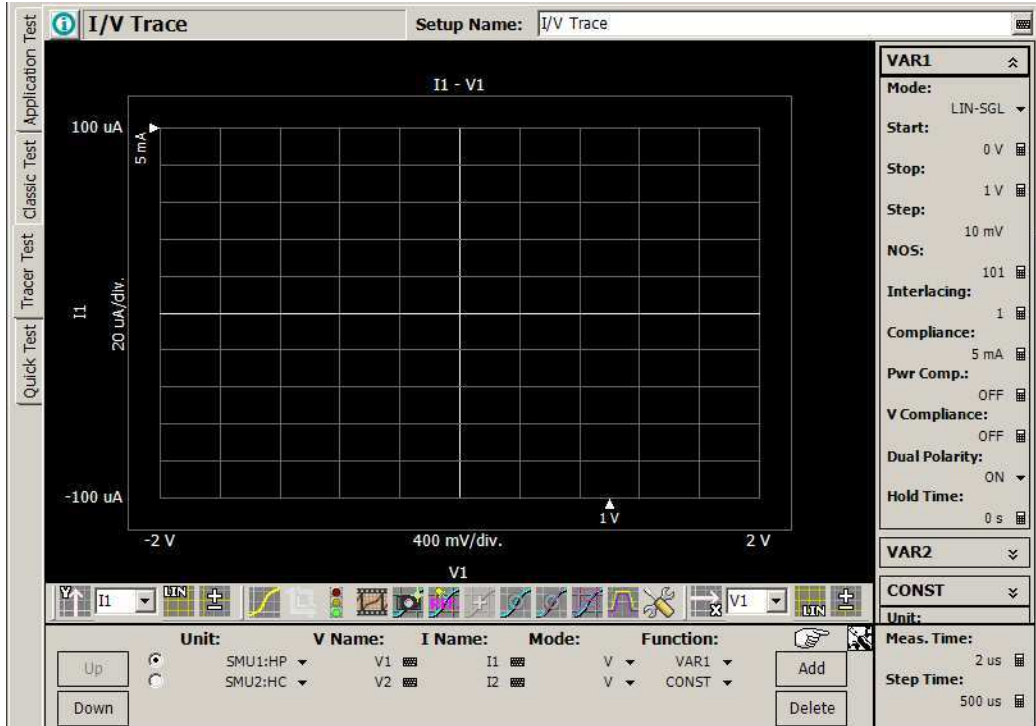 I/V Trace
Setup Name: I/V Trace
Application Test
Classic Test
Tracer Test
Quick Test
I1 - V1
100 uA
5 mA
I1
20 uA/div.
-100 uA
1 V
-2 V
400 mV/div.
2 V
V1
VAR1
Mode:
LIN-SGL
Start:
0 V
Stop:
1 V
Step:
10 mV
NOS:
101
Interlacing:
1
Compliance:
5 mA
Pwr Comp.:
OFF
V Compliance:
OFF
Dual Polarity:
ON
Hold Time:
0 s
VAR2
CONST
Unit:
Y I1 LIN X V1 LIN
Unit: V Name: I Name: Mode: Function:
Up SMU1:HP V1 I1 V VAR1 Add
SMU2:HC V2 I2 V CONST
Down Delete
Meas. Time:
2 us
Step Time:
500 us